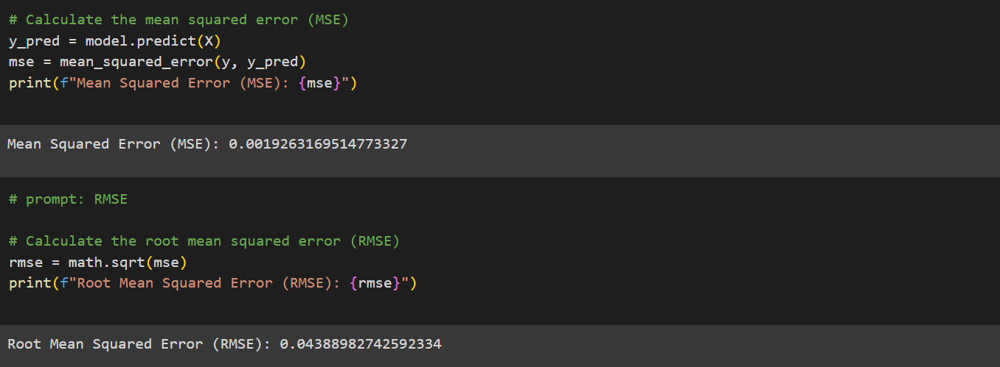 # Calculate the mean squared error (MSE)
y_pred = model.predict(X)
mse = mean_squared_error(y, y_pred)
print(f"Mean Squared Error (MSE): {mse}")
Mean Squared Error (MSE): 0.0019263169514773327
# prompt: RMSE
# Calculate the root mean squared error (RMSE)
rmse = math.sqrt(mse)
print(f"Root Mean Squared Error (RMSE): {rmse}")
Root Mean Squared Error (RMSE): 0.04388982742592334